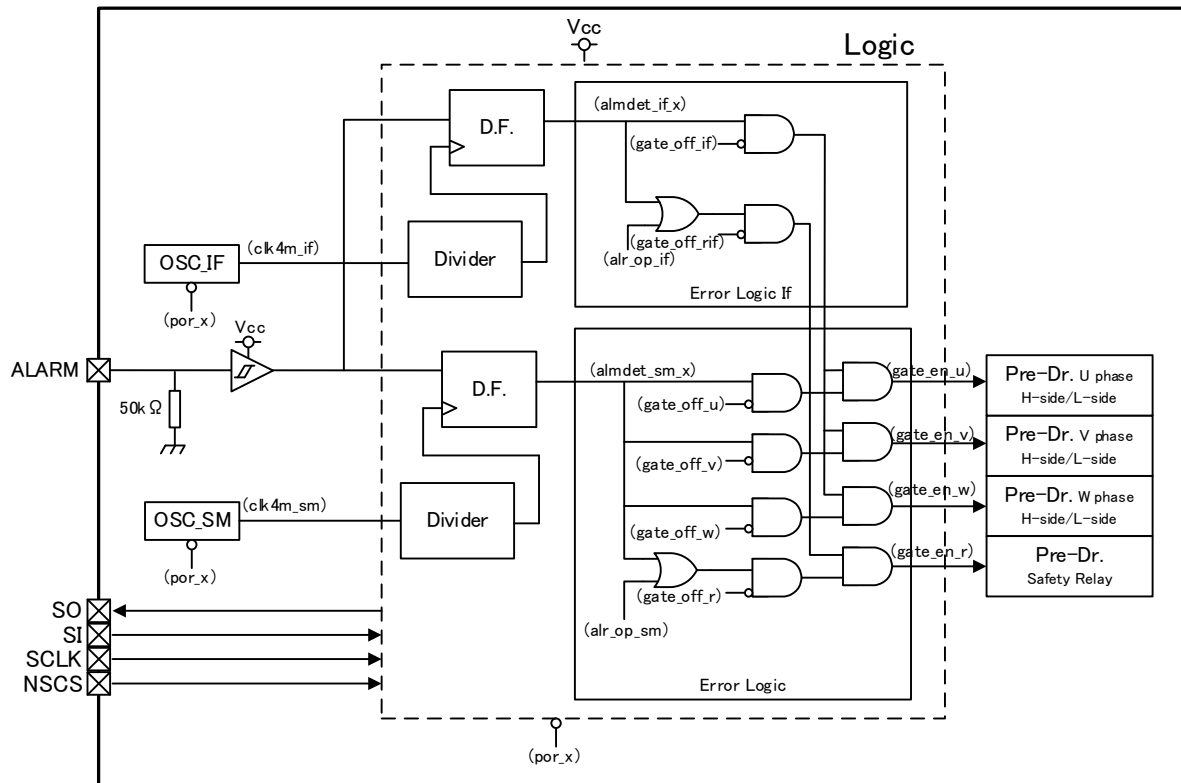 Vcc
Logic
D.F.
(almdet_if_x)
(gate_off_if)
(clk4m_if)
OSC_IF
Divider
(gate_off_rif)
(alr_op_if)
Error Logic If
(por_x)
Vcc
ALARM
50kΩ
D.F.
(almdet_sm_x)
(gate_off_u)
(gate_en_u)
Pre-Dr. U phase
H-side/L-side
(gate_off_v)
(gate_en_v)
Pre-Dr. V phase
H-side/L-side
(clk4m_sm)
OSC_SM
Divider
(gate_off_w)
(gate_en_w)
Pre-Dr. W phase
H-side/L-side
(por_x)
(gate_off_r)
(alr_op_sm)
(gate_en_r)
Pre-Dr.
Safety Relay
SO
SI
SCLK
NSCS
Error Logic
(por_x)